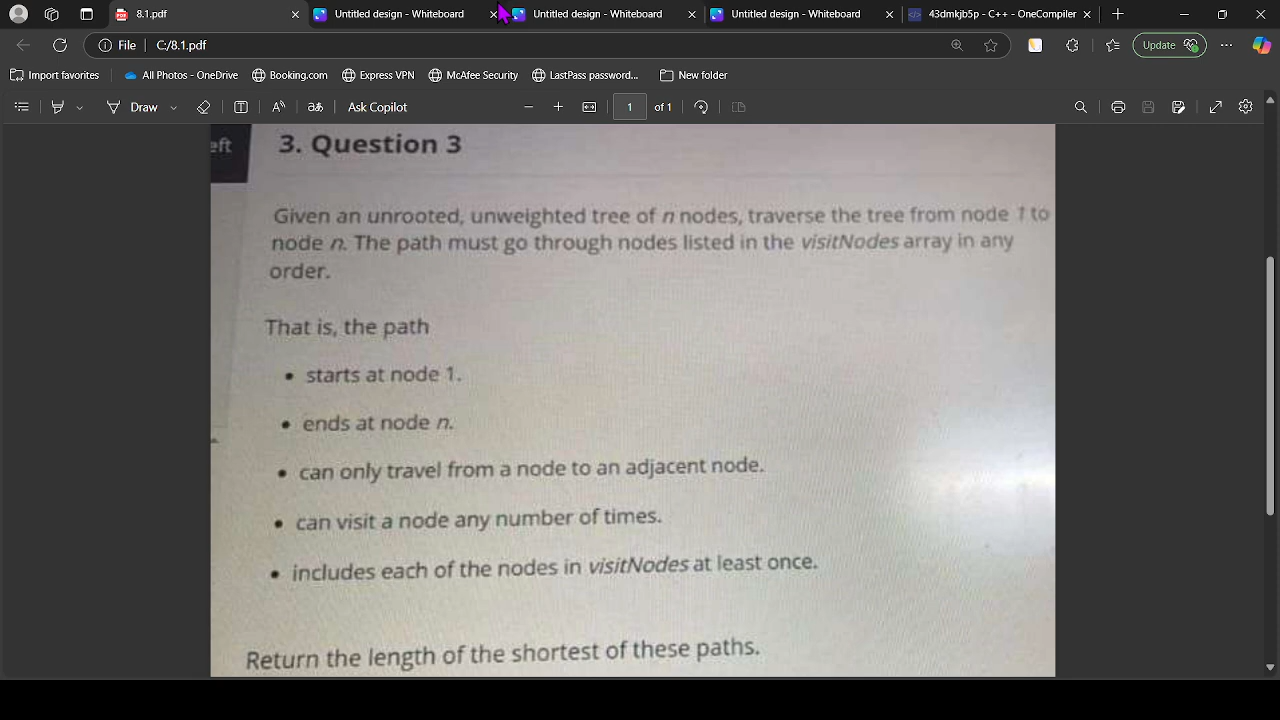 8.1.pdf
Untitled design - Whiteboard
Untitled design - Whiteboard
Untitled design - Whiteboard
43dmkjb5p - C++ - OneCompiler
File
C:/8.1.pdf
Update
Import favorites
All Photos - OneDrive
Booking.com
Express VPN
McAfee Security
LastPass password...
New folder
Draw
Ask Copilot
1
of 1
eft
3. Question 3
Given an unrooted, unweighted tree of n nodes, traverse the tree from node 1 to
node n. The path must go through nodes listed in the visitNodes array in any
order.
That is, the path
• starts at node 1.
• ends at node n.
• can only travel from a node to an adjacent node.
• can visit a node any number of times.
• includes each of the nodes in visitNodes at least once.
Return the length of the shortest of these paths.